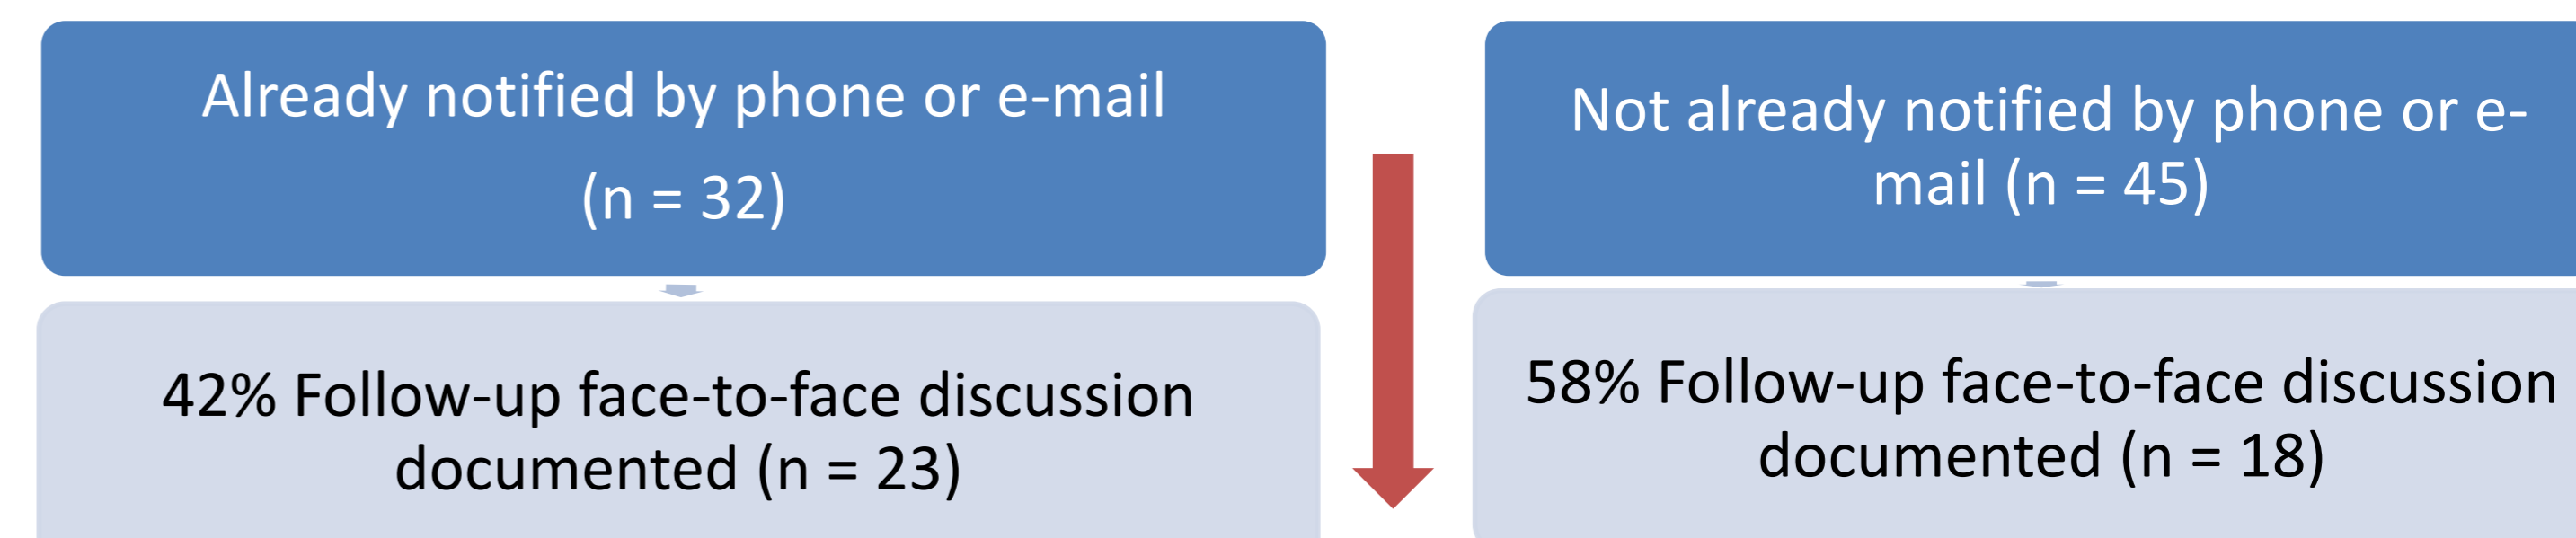 Already notified by phone or e-mail
(n = 32)
Not already notified by phone or e-
mail (n = 45)
42% Follow-up face-to-face discussion
documented (n = 23)
58% Follow-up face-to-face discussion
documented (n = 18)